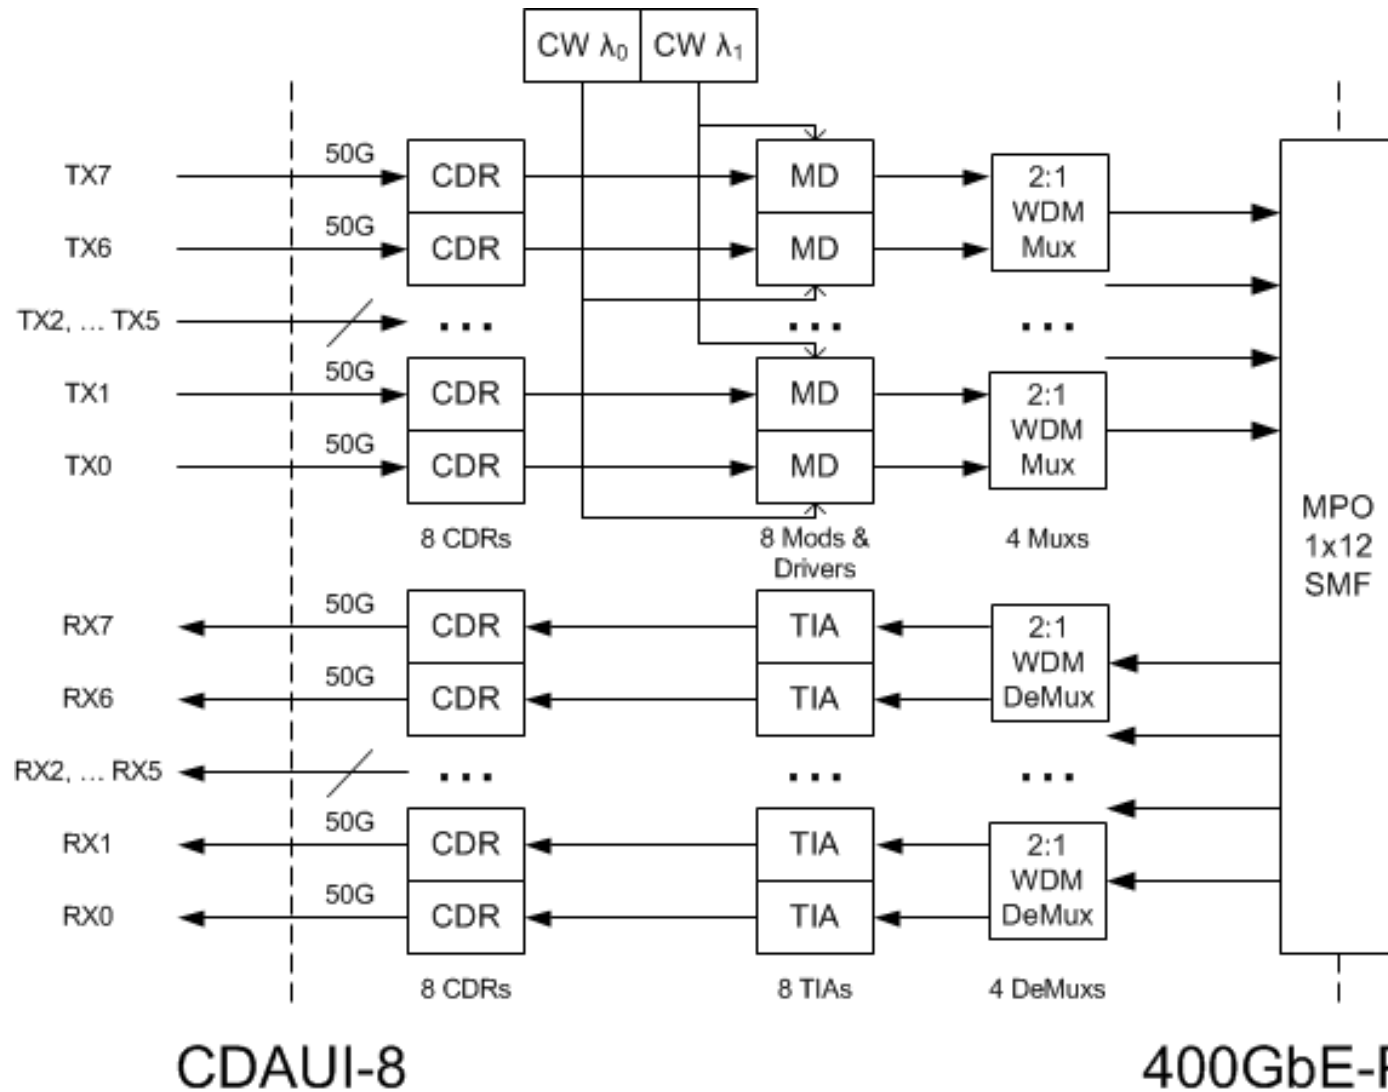 CW λ0 CW λ1
TX7 50G CDR MD 2:1
WDM
Mux
TX6 50G CDR MD
TX2, ... TX5 ... ... ...
TX1 50G CDR MD 2:1
WDM
Mux
TX0 50G CDR MD
8 CDRs 8 Mods &
Drivers 4 Muxs
MPO
1x12
SMF
RX7 50G CDR TIA 2:1
WDM
DeMux
RX6 50G CDR TIA
RX2, ... RX5 ... ... ...
RX1 50G CDR TIA 2:1
WDM
DeMux
RX0 50G CDR TIA
8 CDRs 8 TIAs 4 DeMuxs
CDAUI-8 400GbE-